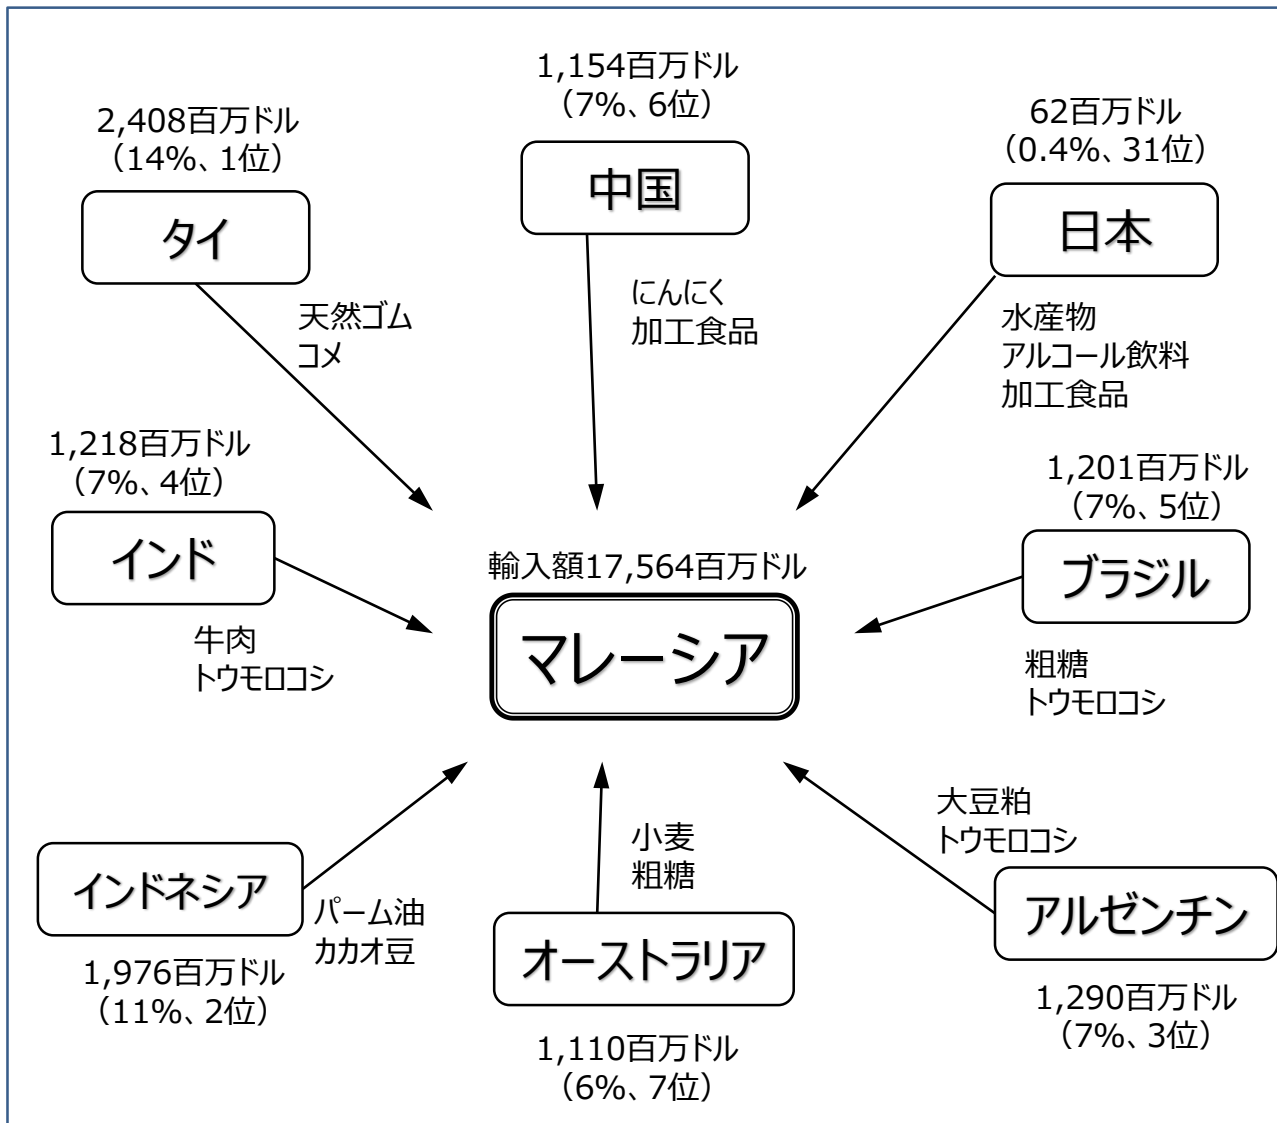 1,154百万ドル
（7%、6位）
中国
にんにく
加工食品
2,408百万ドル
（14%、1位）
タイ
天然ゴム
コメ
62百万ドル
（0.4%、31位）
日本
水産物
アルコール飲料
加工食品
1,218百万ドル
（7%、4位）
インド
牛肉
トウモロコシ
輸入額17,564百万ドル
マレーシア
1,201百万ドル
（7%、5位）
ブラジル
粗糖
トウモロコシ
インドネシア
パーム油
カカオ豆
1,976百万ドル
（11%、2位）
小麦
粗糖
オーストラリア
1,110百万ドル
（6%、7位）
大豆粕
トウモロコシ
アルゼンチン
1,290百万ドル
（7%、3位）